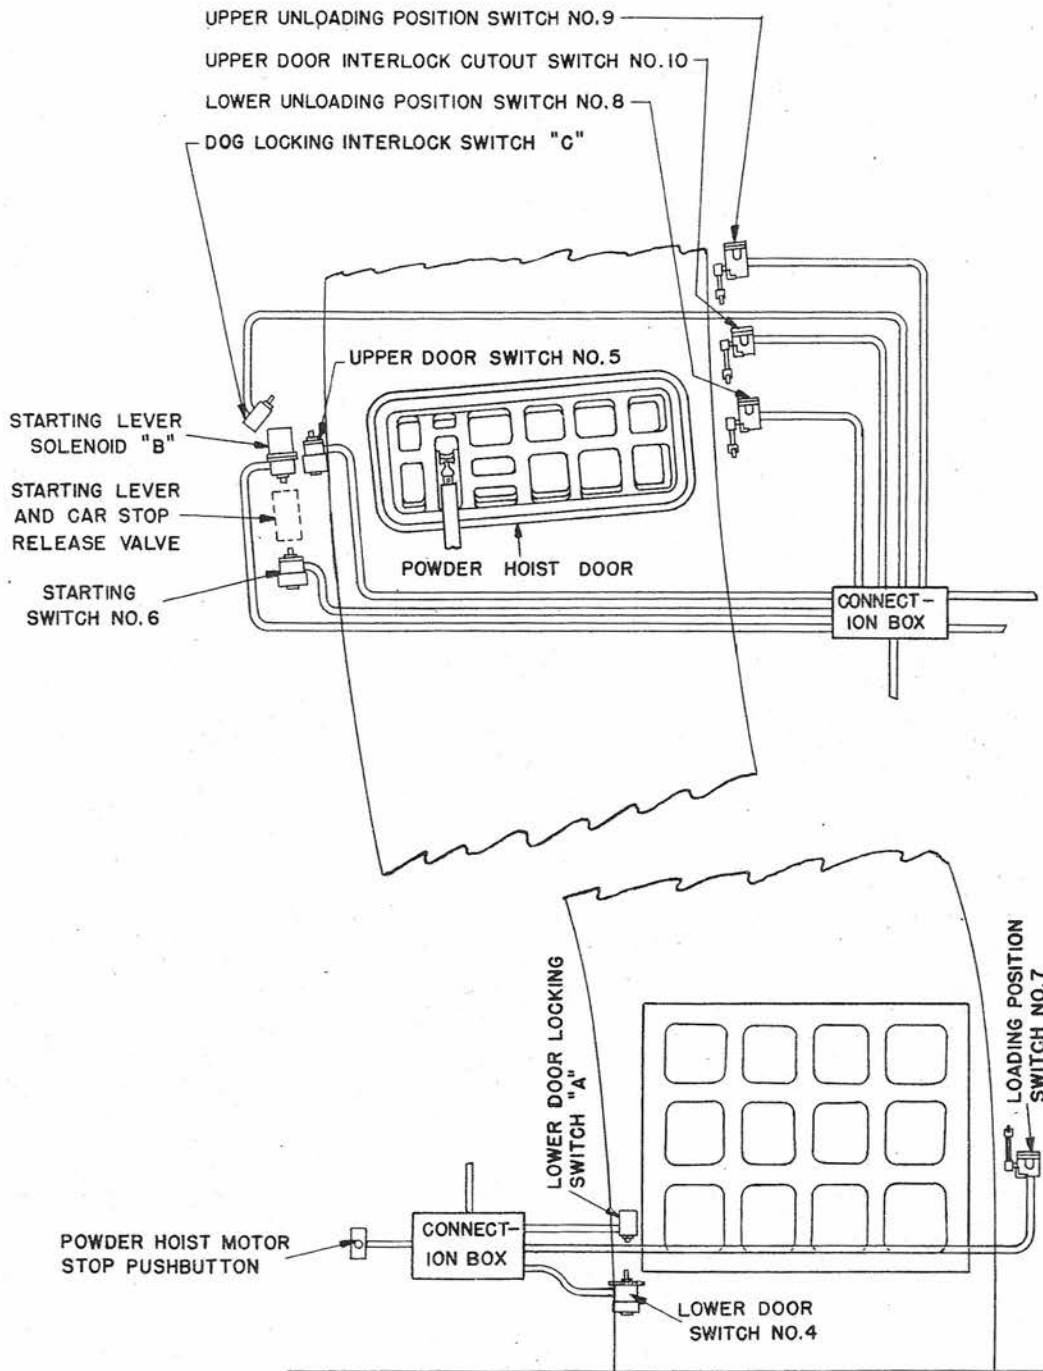 UPPER UNLOADING POSITION SWITCH NO.9
UPPER DOOR INTERLOCK CUTOUT SWITCH NO.10
LOWER UNLOADING POSITION SWITCH NO.8
DOG LOCKING INTERLOCK SWITCH "C"
UPPER DOOR SWITCH NO.5
STARTING LEVER
SOLENOID "B"
STARTING LEVER
AND CAR STOP
RELEASE VALVE
STARTING
SWITCH NO.6
POWDER HOIST DOOR
CONNECT-
ION BOX
LOWER DOOR LOCKING
SWITCH "A"
LOADING POSITION
SWITCH NO.7
POWDER HOIST MOTOR
STOP PUSHBUTTON
CONNECT-
ION BOX
LOWER DOOR
SWITCH NO.4